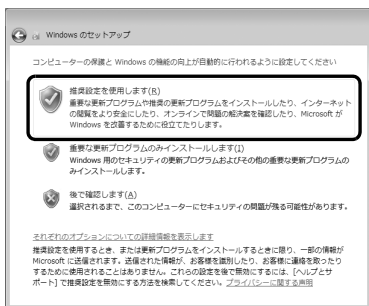 Windows のセットアップ
コンピューターの保護と Windows の機能の向上が自動的に行われるように設定してください
推奨設定を使用します(R)
重要な更新プログラムや推奨の更新プログラムをインストールしたり、インターネット
の閲覧をより安全にしたり、オンラインで問題の解決策を確認したり、Microsoft が
Windows を改善するために役立てたりします。
重要な更新プログラムのみインストールします(I)
Windows 用のセキュリティの更新プログラムおよびその他の重要な更新プログラムの
みインストールします。
後で確認します(A)
選択されるまで、このコンピューターにセキュリティの問題が残る可能性があります。
それぞれのオプションについての詳細情報を表示します
推奨設定を使用するとき、または更新プログラムをインストールするときに限り、一部の情報が
Microsoft に送信されます。送信された情報が、お客様を識別したり、お客様に連絡を取ったり
するために使用されることはありません。これらの設定を後で無効にするには、[ヘルプとサ
ポート] で推奨設定を無効にする方法を検索してください。プライバシーに関する声明